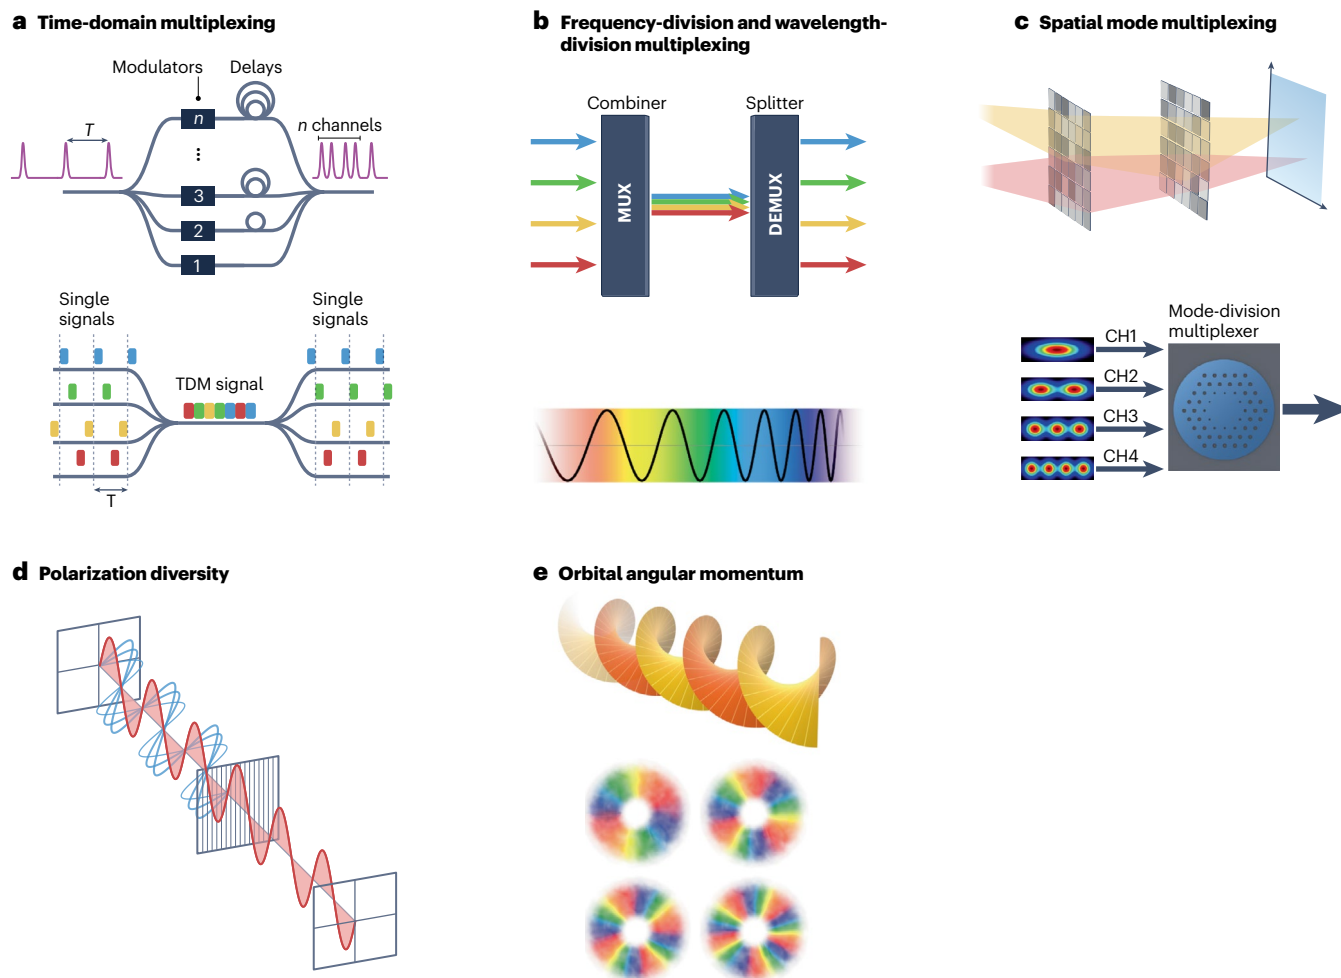 a Time-domain multiplexing
Modulators
Delays
T
n channels
n
3
2
1
Single
signals
TDM signal
Single
signals
T
b Frequency-division and wavelength-
division multiplexing
Combiner
Splitter
MUX
DEMUX
c Spatial mode multiplexing
Mode-division
multiplexer
CH1
CH2
CH3
CH4
d Polarization diversity
e Orbital angular momentum